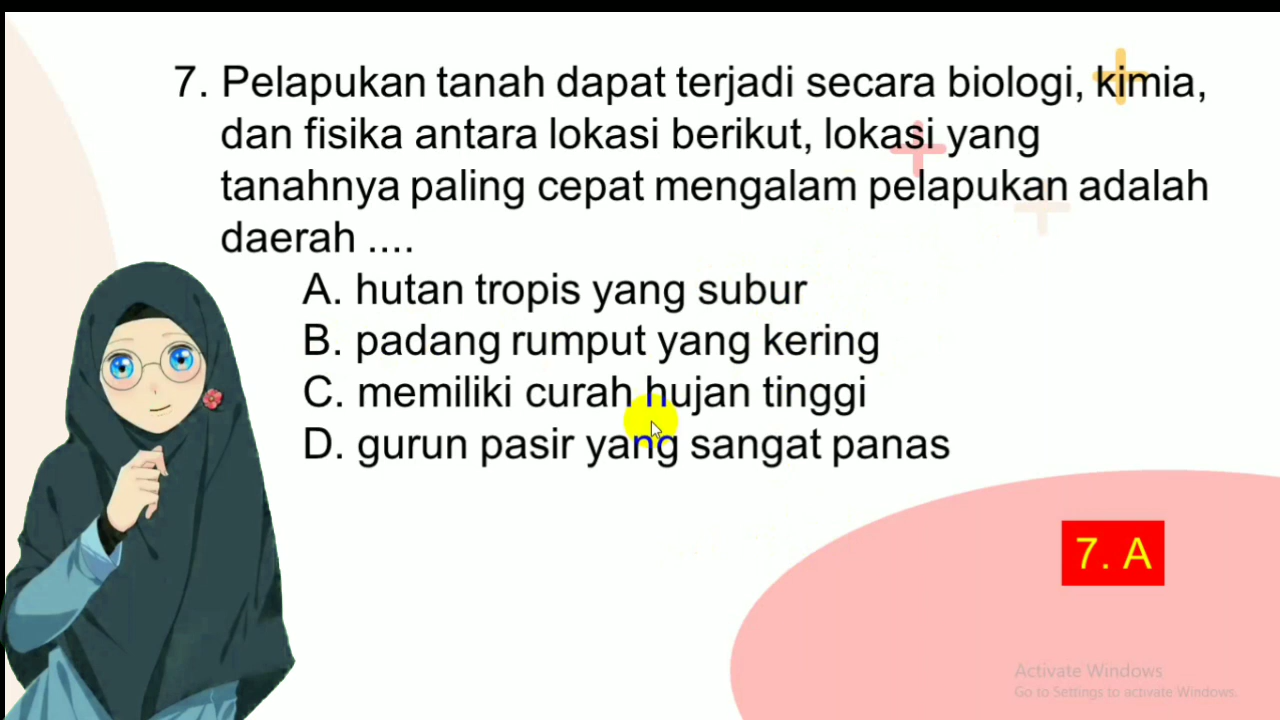 7. Pelapukan tanah dapat terjadi secara biologi, kimia,
dan fisika antara lokasi berikut, lokasi yang
tanahnya paling cepat mengalam pelapukan adalah
daerah ....
A. hutan tropis yang subur
B. padang rumput yang kering
C. memiliki curah hujan tinggi
D. gurun pasir yang sangat panas
7. A
Activate Windows
Go to Settings to activate Windows.